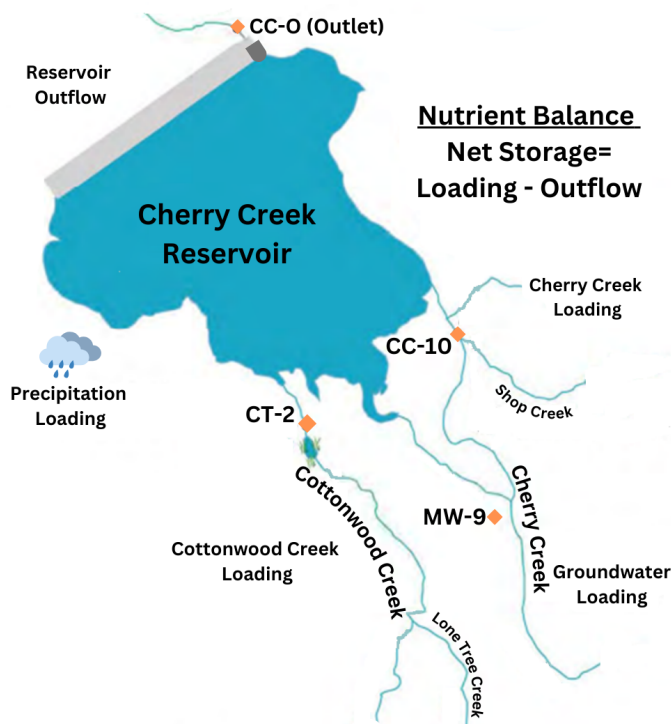 CC-O (Outlet)
Reservoir
Outflow
Nutrient Balance
Net Storage=
Loading - Outflow
Cherry Creek
Reservoir
Cherry Creek
Loading
CC-10
Shop Creek
Precipitation
Loading
CT-2
Cottonwood Creek
Cherry Creek
MW-9
Cottonwood Creek
Loading
Groundwater
Loading
Lone Tree Creek